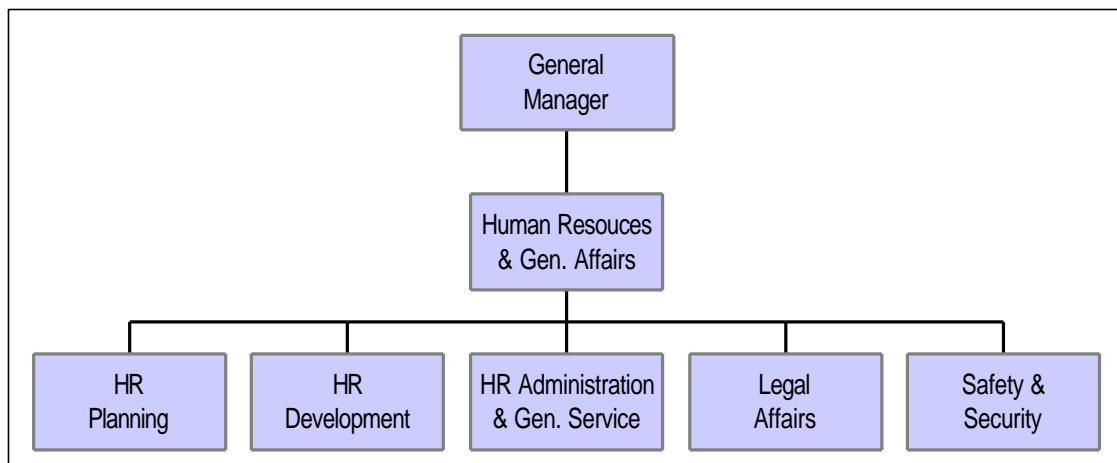 General
Manager
Human Resouces
& Gen. Affairs
HR
Planning
HR
Development
HR Administration
& Gen. Service
Legal
Affairs
Safety &
Security